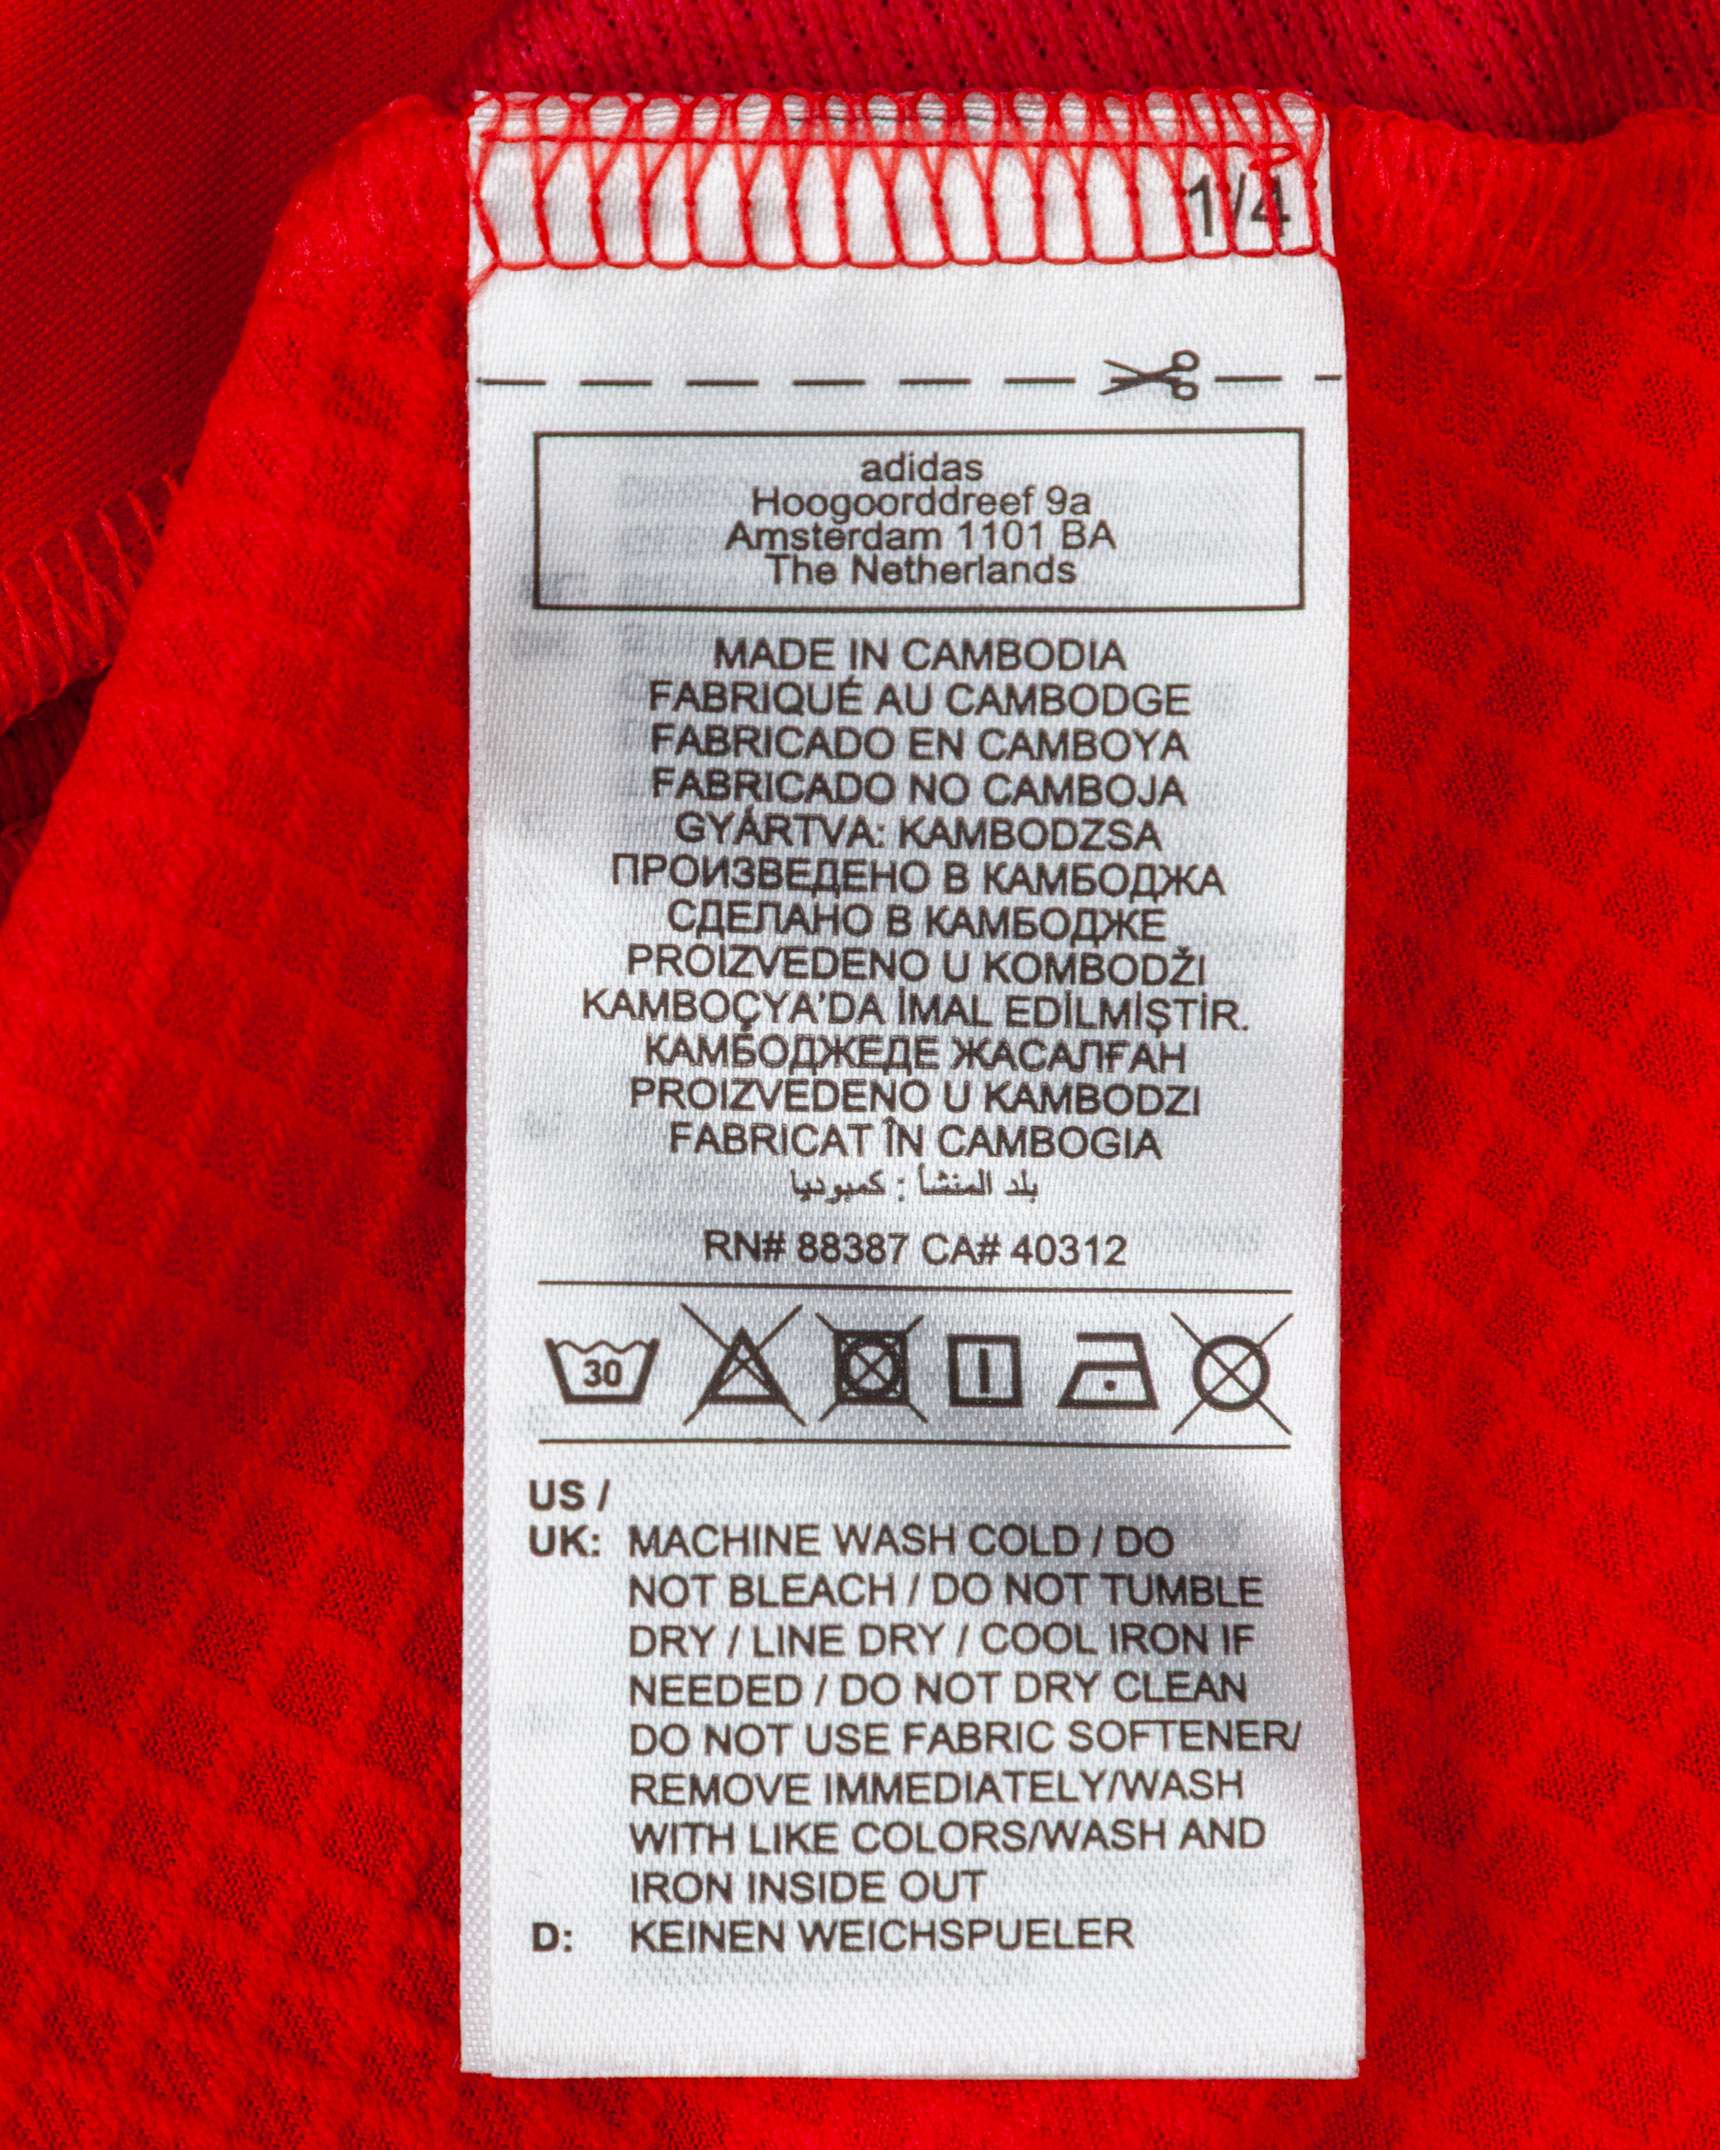 1/4
adidas
Hoogoorddreef 9a
Amsterdam 1101 BA
The Netherlands
MADE IN CAMBODIA
FABRIQUÉ AU CAMBODGE
FABRICADO EN CAMBOYA
FABRICADO NO CAMBOJA
GYÁRTVA: KAMBODZSA
ПРОИЗВЕДЕНО В КАМБОДЖА
СДЕЛАНО В КАМБОДЖЕ
PROIZVEDENO U KOMBODŽI
KAMBOÇYA'DA İMAL EDİLMİŞTİR.
КАМБОДЖЕДЕ ЖАСАЛҒАН
PROIZVEDENO U KAMBODZI
FABRICAT ÎN CAMBOGIA
بلد المنشأ : كمبوديا
RN# 88387 CA# 40312
30
US /
UK: MACHINE WASH COLD / DO
NOT BLEACH / DO NOT TUMBLE
DRY / LINE DRY / COOL IRON IF
NEEDED / DO NOT DRY CLEAN
DO NOT USE FABRIC SOFTENER/
REMOVE IMMEDIATELY/WASH
WITH LIKE COLORS/WASH AND
IRON INSIDE OUT
D: KEINEN WEICHSPUELER